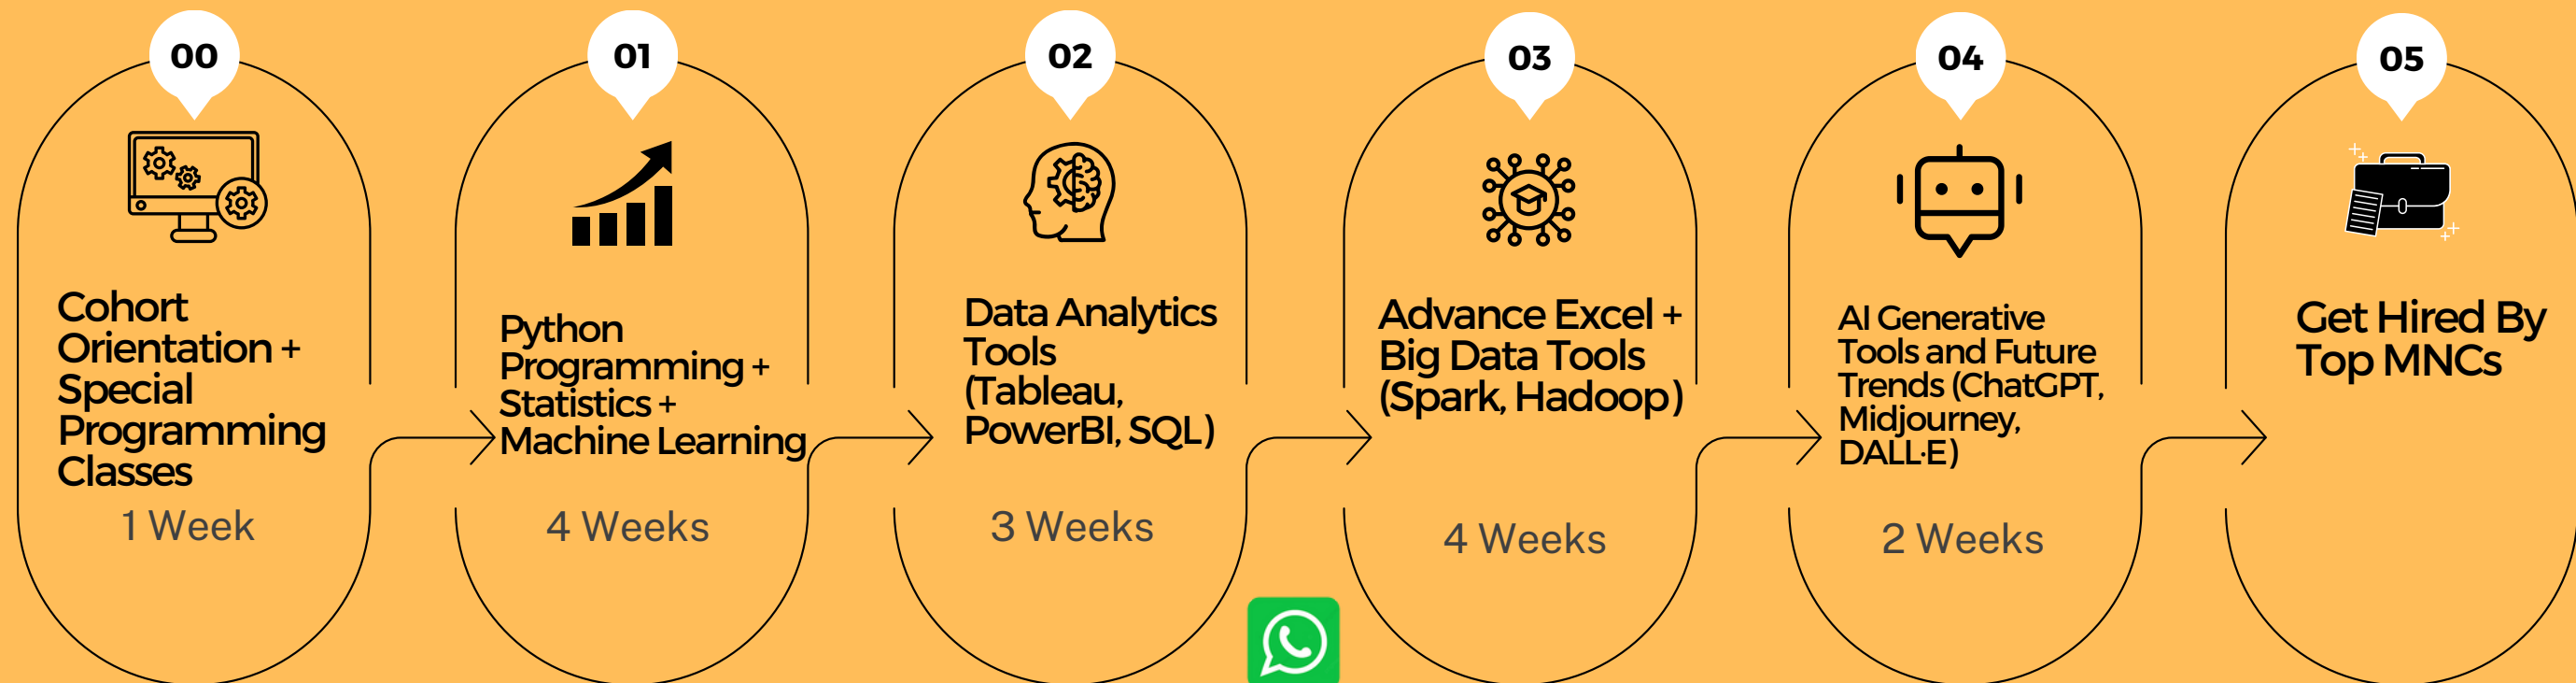 00
Cohort
Orientation +
Special
Programming
Classes
1 Week
01
Python
Programming +
Statistics +
Machine Learning
4 Weeks
02
Data Analytics
Tools
(Tableau,
PowerBI, SQL)
3 Weeks
03
Advance Excel +
Big Data Tools
(Spark, Hadoop)
4 Weeks
04
AI Generative
Tools and Future
Trends (ChatGPT,
Midjourney,
DALL·E)
2 Weeks
05
Get Hired By
Top MNCs